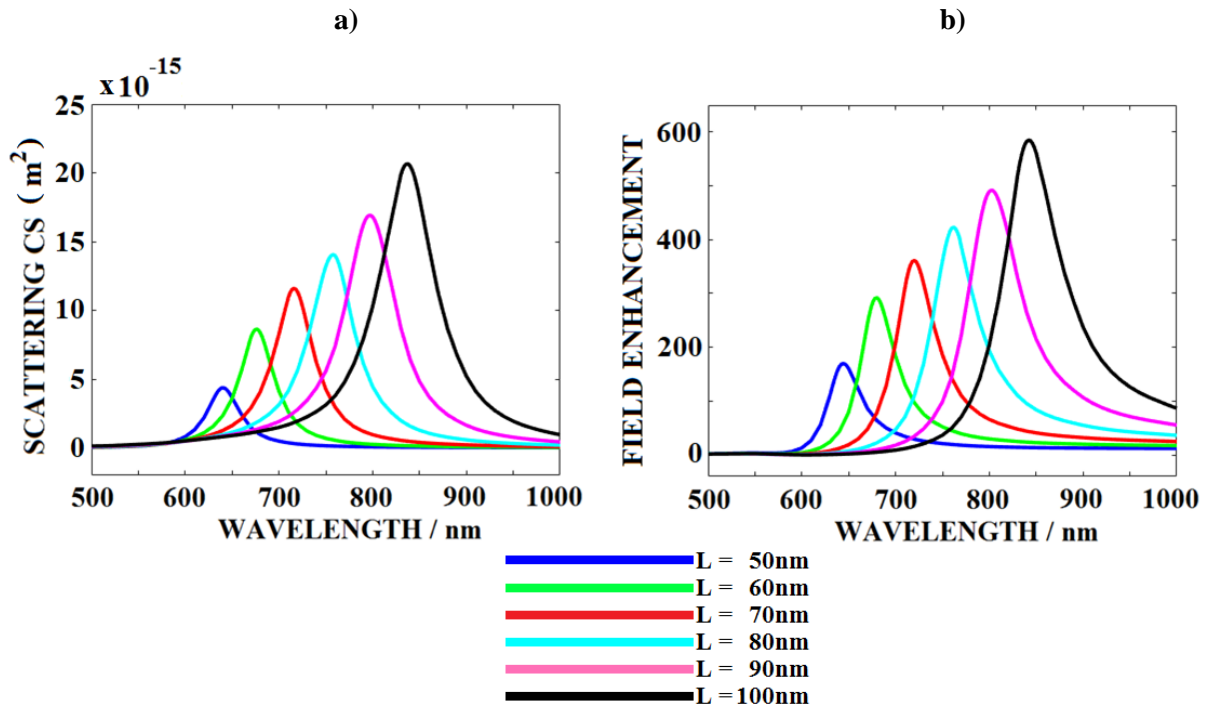 a)
b)
x 10-15
25
20
15
10
5
0
SCATTERING CS ( m2)
500 600 700 800 900 1000
WAVELENGTH / nm
600
400
200
0
FIELD ENHANCEMENT
500 600 700 800 900 1000
WAVELENGTH / nm
L = 50nm
L = 60nm
L = 70nm
L = 80nm
L = 90nm
L = 100nm